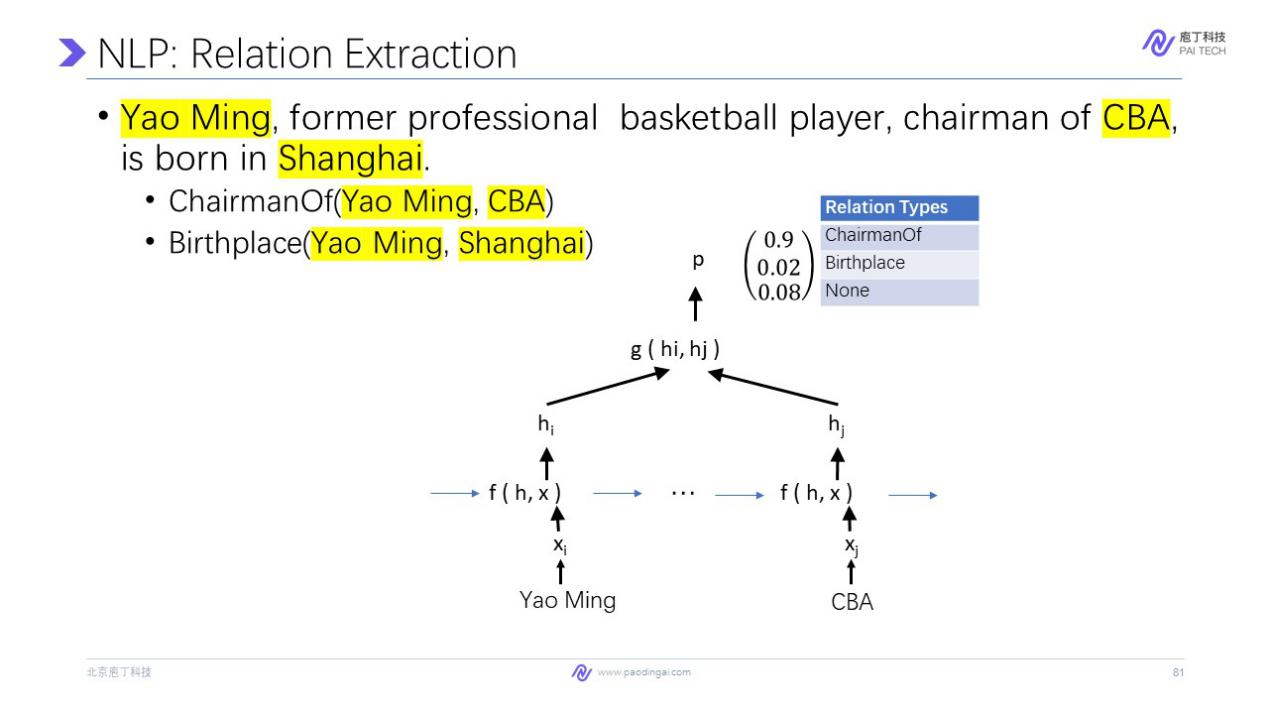 NLP: Relation Extraction
庖丁科技
PAI TECH
• Yao Ming, former professional basketball player, chairman of CBA,
is born in Shanghai.
• ChairmanOf(Yao Ming, CBA)
• Birthplace(Yao Ming, Shanghai)
Relation Types
0.9 ChairmanOf
0.02 Birthplace
0.08 None
p
g ( hi, hj )
hi hj
f ( h, x ) ⋯ f ( h, x )
xi xj
Yao Ming CBA
北京庖丁科技 www.paodingai.com 81